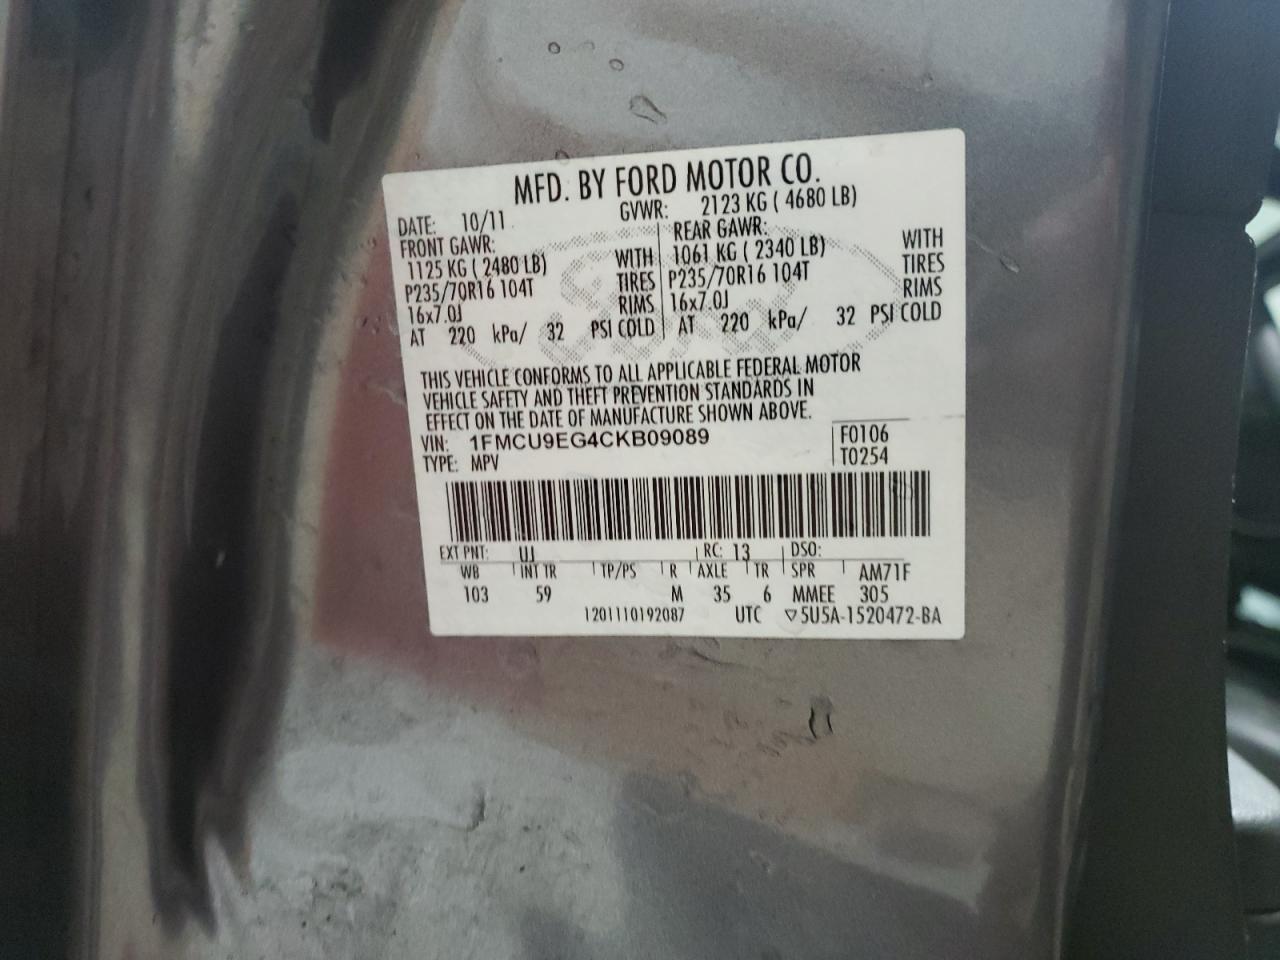 MFD. BY FORD MOTOR CO.
DATE: 10/11 GVWR: 2123 KG ( 4680 LB)
FRONT GAWR: REAR GAWR:
1125 KG ( 2480 LB) WITH 1061 KG ( 2340 LB) WITH
P235/70R16 104T TIRES P235/70R16 104T TIRES
16x7.0J RIMS 16x7.0J RIMS
AT 220 kPa/ 32 PSI COLD AT 220 kPa/ 32 PSI COLD
THIS VEHICLE CONFORMS TO ALL APPLICABLE FEDERAL MOTOR
VEHICLE SAFETY AND THEFT PREVENTION STANDARDS IN
EFFECT ON THE DATE OF MANUFACTURE SHOWN ABOVE.
VIN: 1FMCU9EG4CKB09089 F0106
TYPE: MPV T0254
EXT PNT: UJ RC: 13 DSO:
WB INT TR TP/PS R AXLE TR SPR AM71F
103 59 M 35 6 MMEE 305
1201110192087 UTC ▽5U5A-1520472-BA